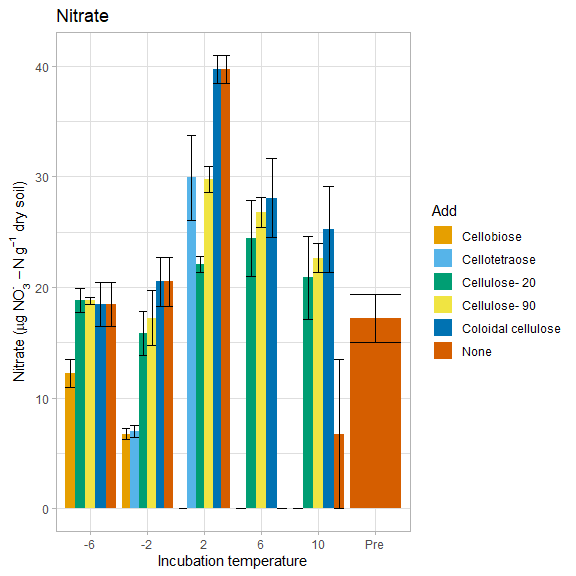 Nitrate
Nitrate (µg NO₃⁻ – N g⁻¹ dry soil)
40
30
20
10
0
-6 -2 2 6 10 Pre
Incubation temperature
Add
Cellobiose
Cellotetraose
Cellulose- 20
Cellulose- 90
Coloidal cellulose
None